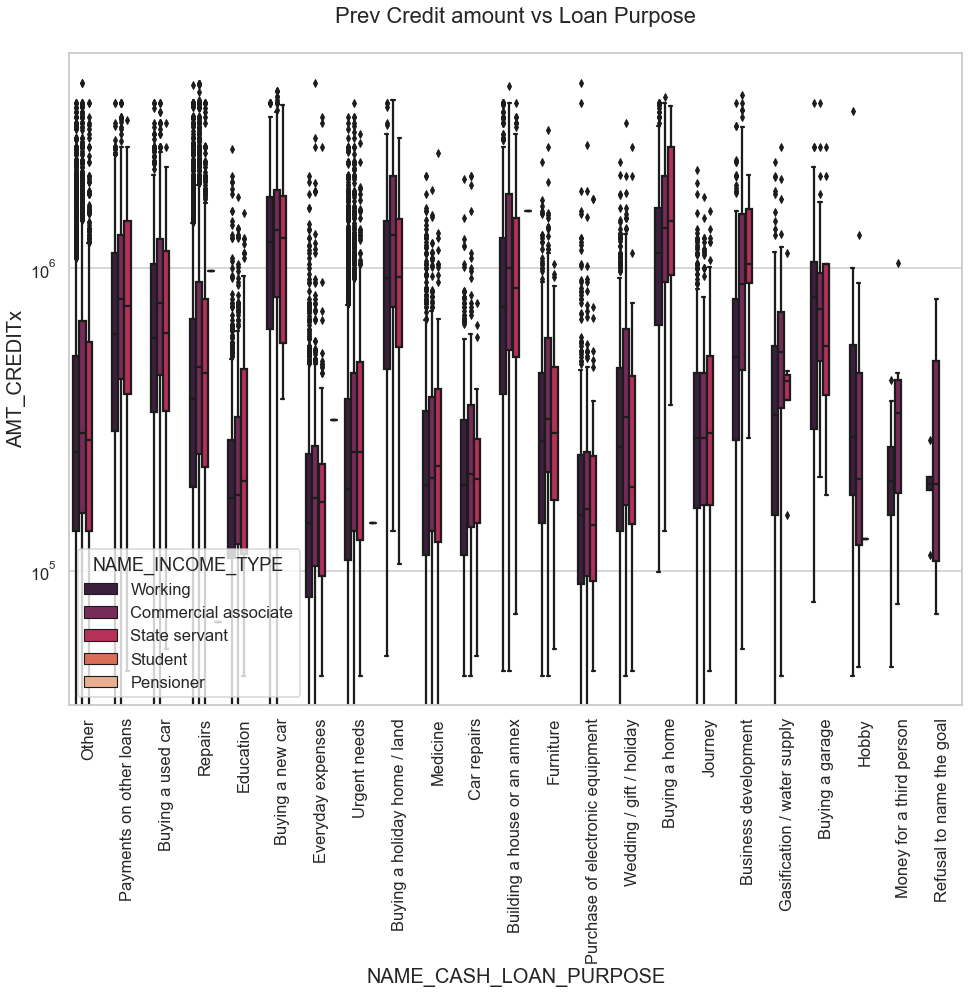 Prev Credit amount vs Loan Purpose
AMT_CREDITx
10^6
10^5
NAME_INCOME_TYPE
Working
Commercial associate
State servant
Student
Pensioner
Other
Payments on other loans
Buying a used car
Repairs
Education
Buying a new car
Everyday expenses
Urgent needs
Buying a holiday home / land
Medicine
Car repairs
Building a house or an annex
Furniture
Purchase of electronic equipment
Wedding / gift / holiday
Buying a home
Journey
Business development
Gasification / water supply
Buying a garage
Hobby
Money for a third person
Refusal to name the goal
NAME_CASH_LOAN_PURPOSE